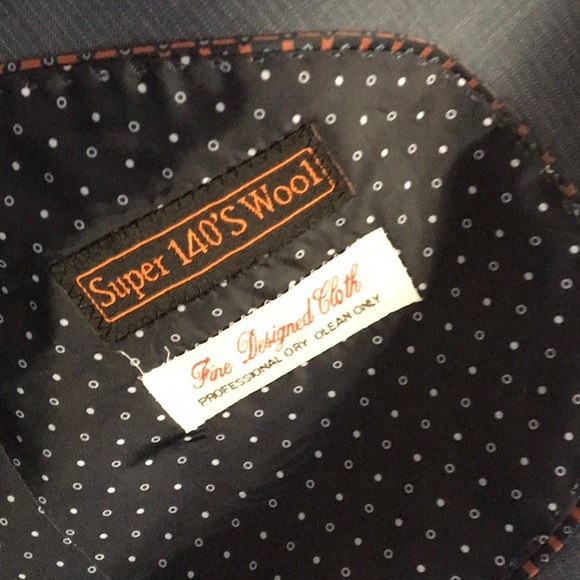 Super 140'S Wool
Fine Designed Cloth
PROFESSIONAL DRY CLEAN ONLY